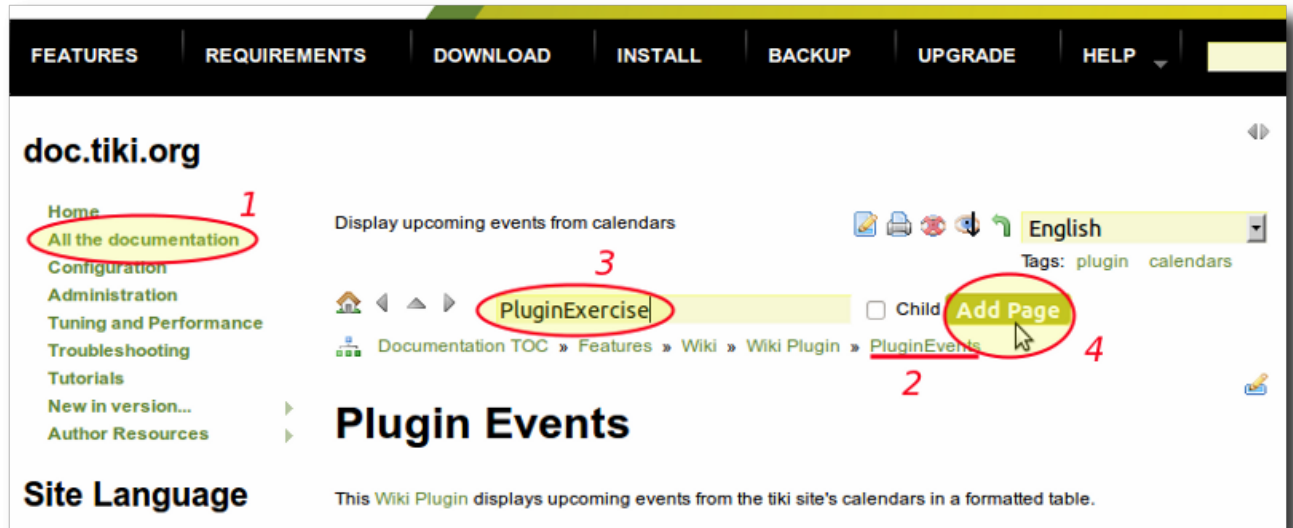 FEATURES REQUIREMENTS DOWNLOAD INSTALL BACKUP UPGRADE HELP
doc.tiki.org
Home 1
All the documentation
Configuration
Administration
Tuning and Performance
Troubleshooting
Tutorials
New in version...
Author Resources
Site Language
Display upcoming events from calendars
English
Tags: plugin calendars
3
PluginExercise Child Add Page
4
Documentation TOC » Features » Wiki » Wiki Plugin » PluginEvents
2
Plugin Events
This Wiki Plugin displays upcoming events from the tiki site's calendars in a formatted table.